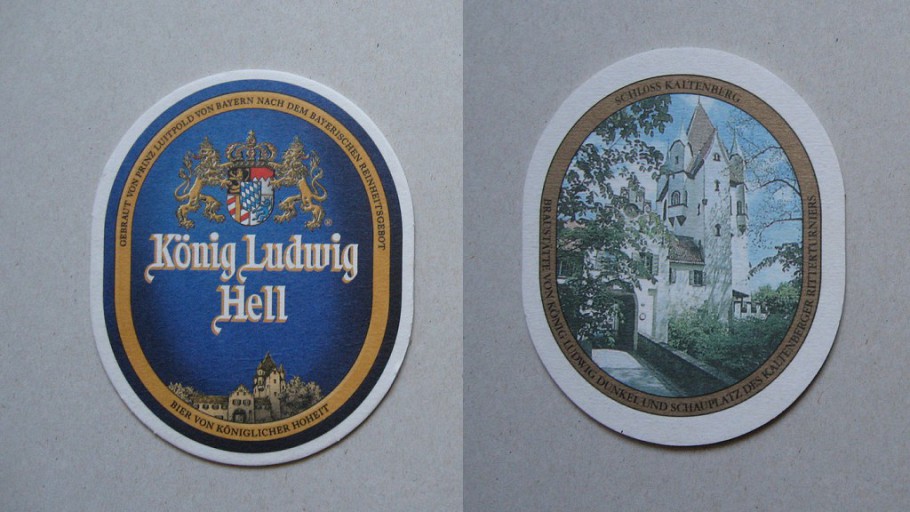 GEBRAUT VON PRINZ LUITPOLD VON BAYERN NACH DEM BAYERISCHEN REINHEITSGEBOT
König Ludwig
Hell
BIER VON KÖNIGLICHER HOHEIT
SCHLOSS KALTENBERG
BRAUSTÄTTE VON KÖNIG LUDWIG DUNKEL UND SCHAUPLATZ DES KALTENBERGER RITTERTURNIERS